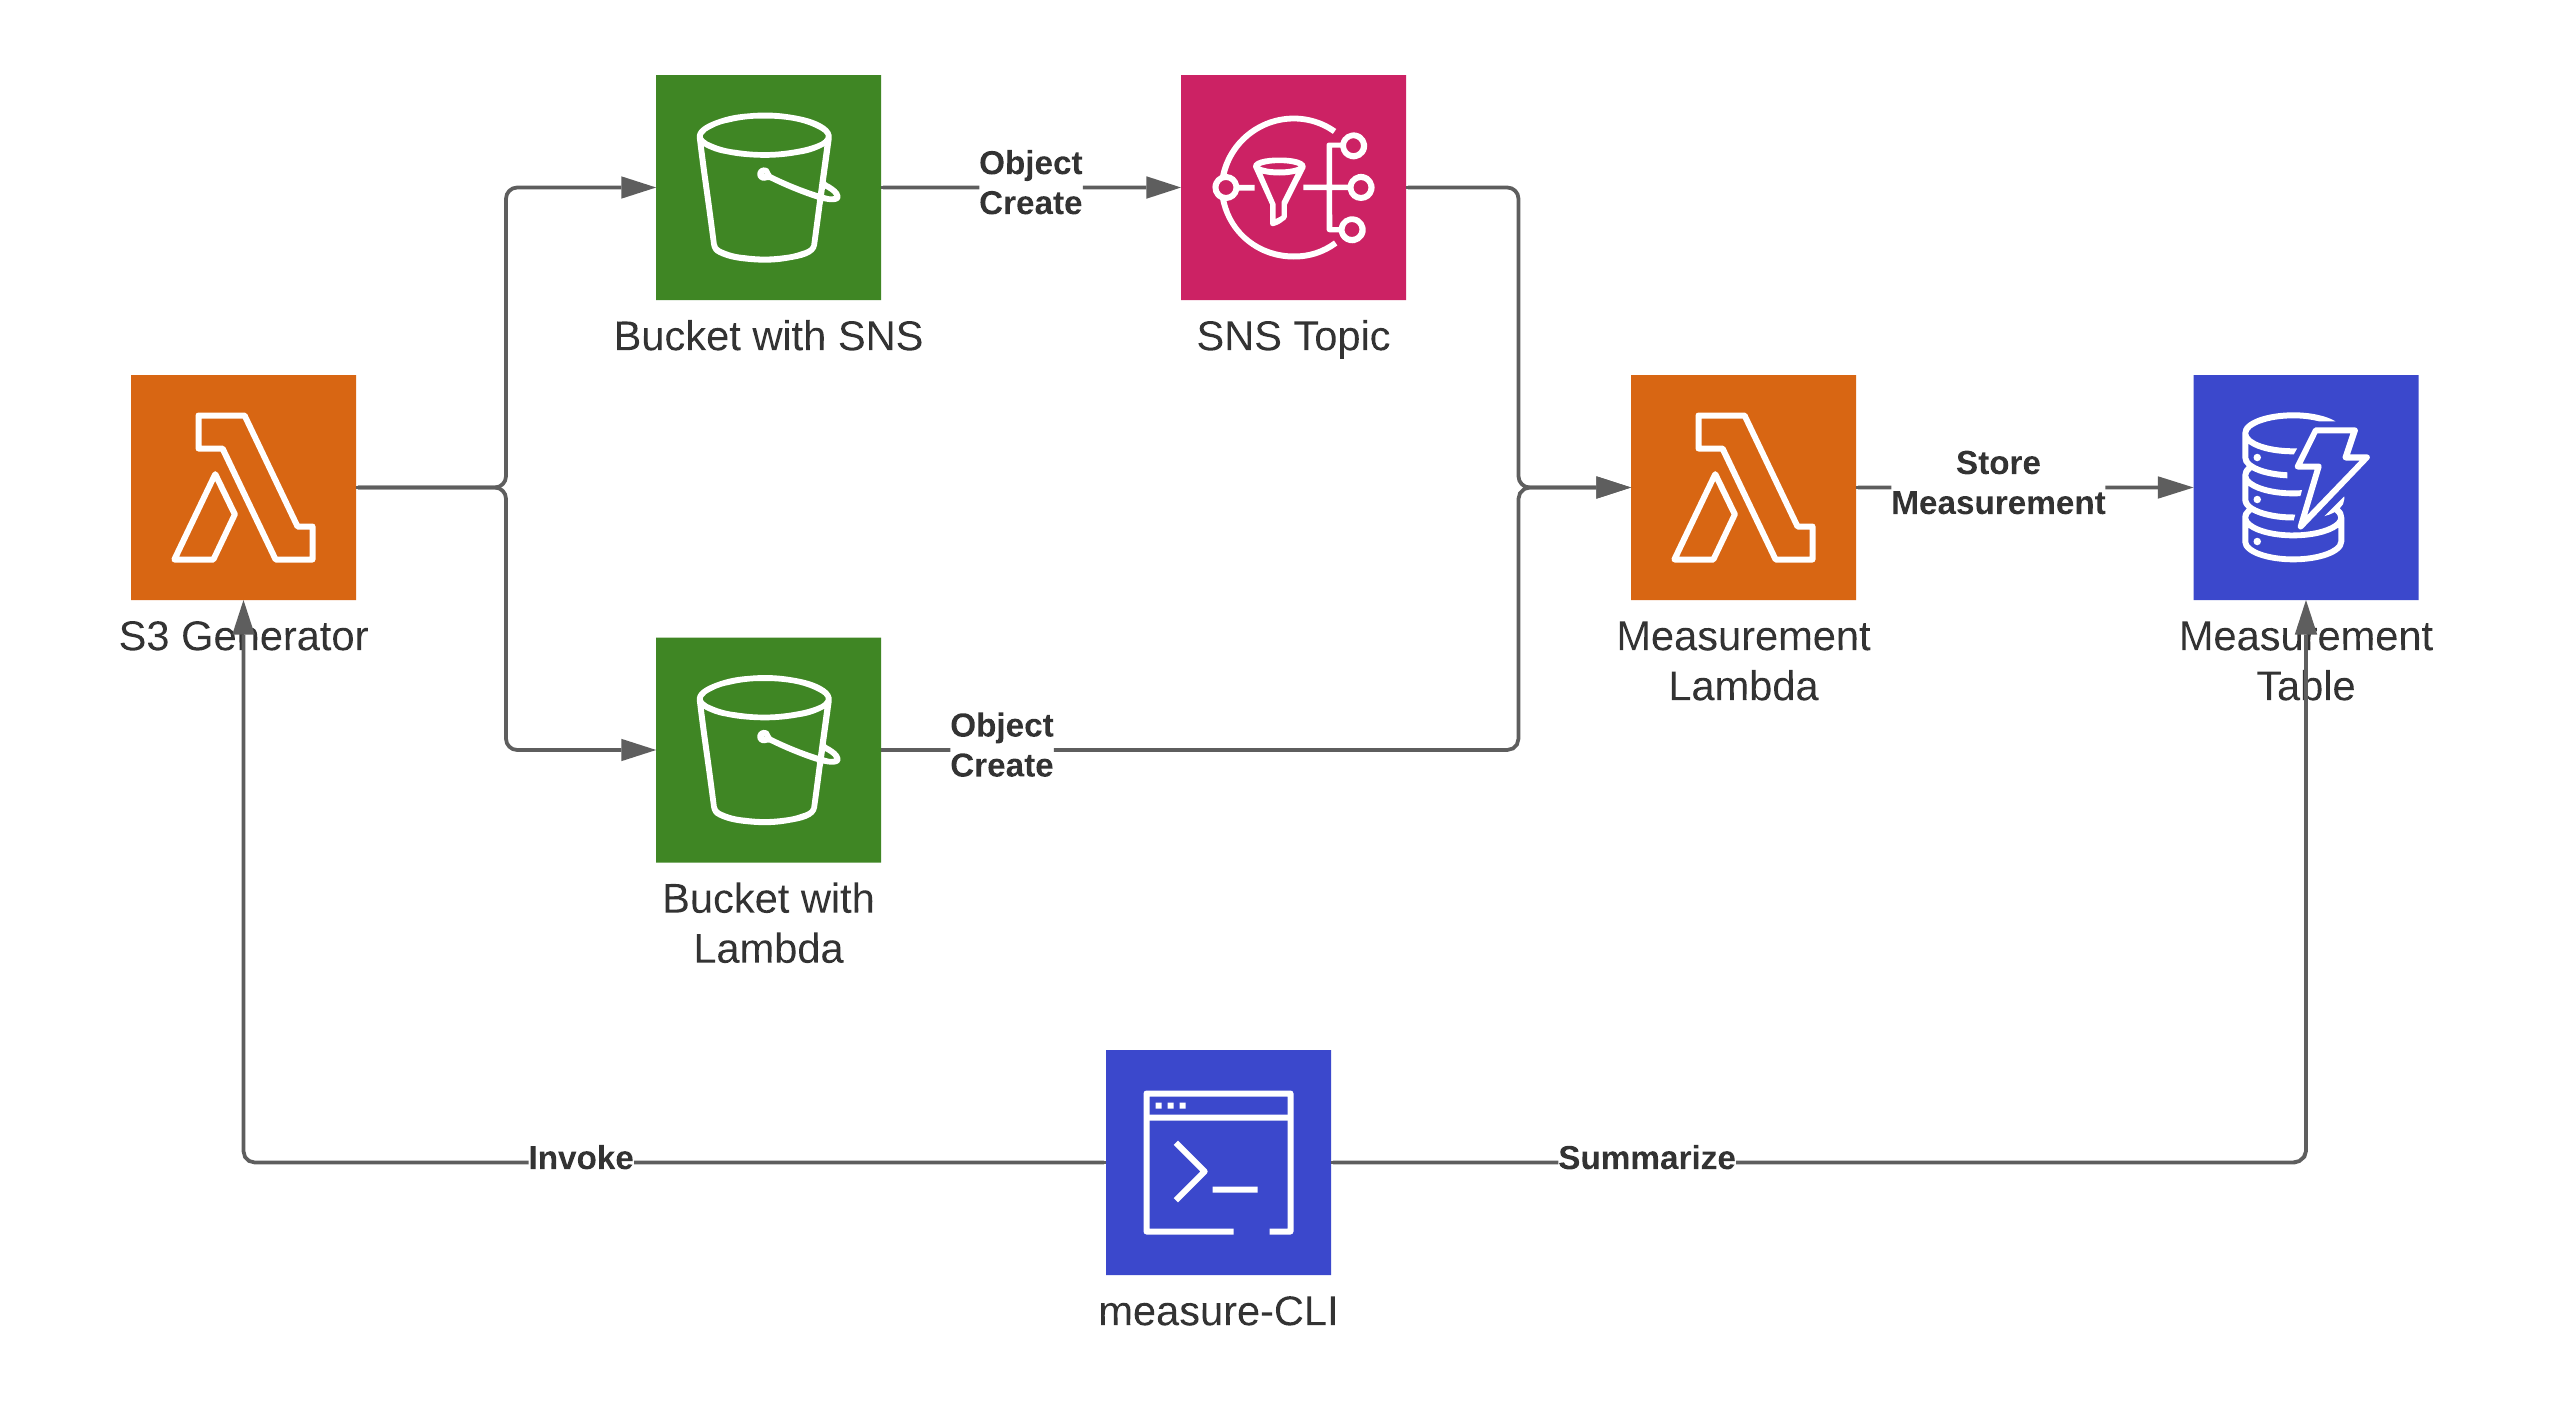 Object
Create
Bucket with SNS
SNS Topic
S3 Generator
Store
Measurement
Measurement
Lambda
Measurement
Table
Object
Create
Bucket with
Lambda
Invoke
Summarize
measure-CLI